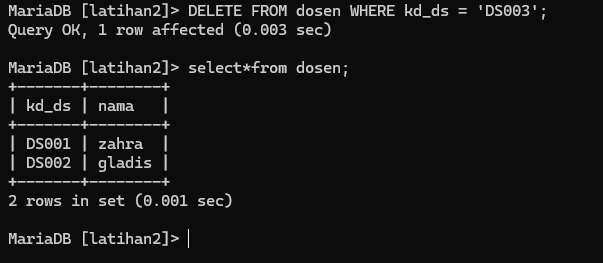 MariaDB [latihan2]> DELETE FROM dosen WHERE kd_ds = 'DS003';
Query OK, 1 row affected (0.003 sec)
MariaDB [latihan2]> select*from dosen;
+-------+--------+
| kd_ds | nama   |
+-------+--------+
| DS001 | zahra  |
| DS002 | gladis |
+-------+--------+
2 rows in set (0.001 sec)
MariaDB [latihan2]>